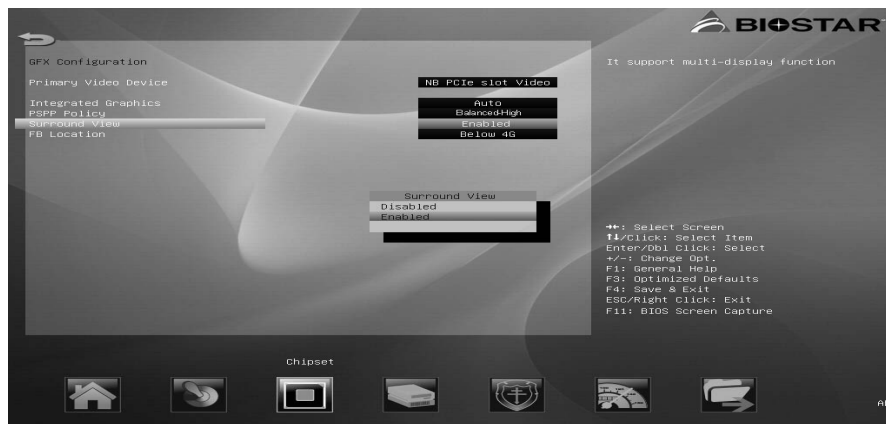 BIOSTAR
GFX Configuration
Primary Video Device NB PCIe slot Video
Integrated Graphics Auto
PSPP Policy Balanced-High
Surround View Enabled
FB Location Below 4G
Surround View
Disabled
Enabled
It support multi-display function
→←: Select Screen
↑↓/Click: Select Item
Enter/Dbl Click: Select
+/-: Change Opt.
F1: General Help
F3: Optimized Defaults
F4: Save & Exit
ESC/Right Click: Exit
F11: BIOS Screen Capture
Chipset